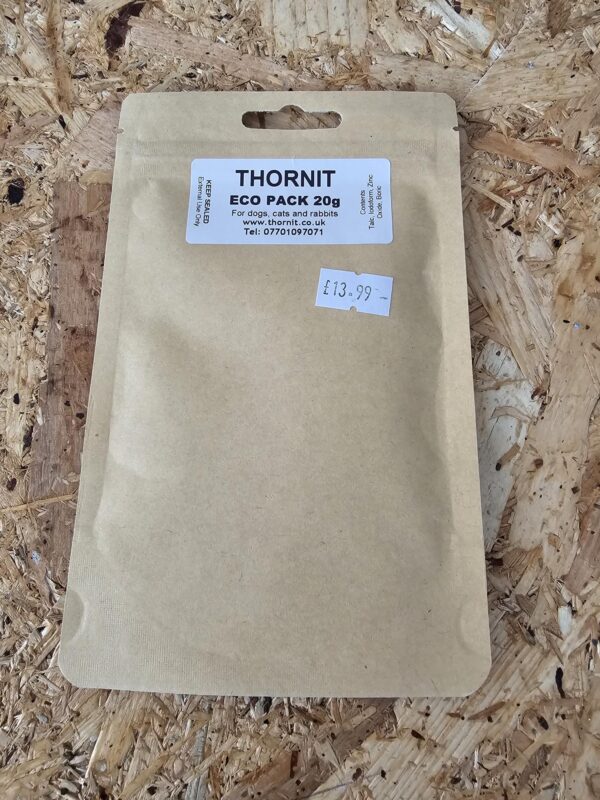 THORNIT
ECO PACK 20g
For dogs, cats and rabbits
www.thornit.co.uk
Tel: 07701097071
KEEP SEALED
External Use Only
Contents
Talc, Iodoform, Zinc
Oxide, Boric
£13.99